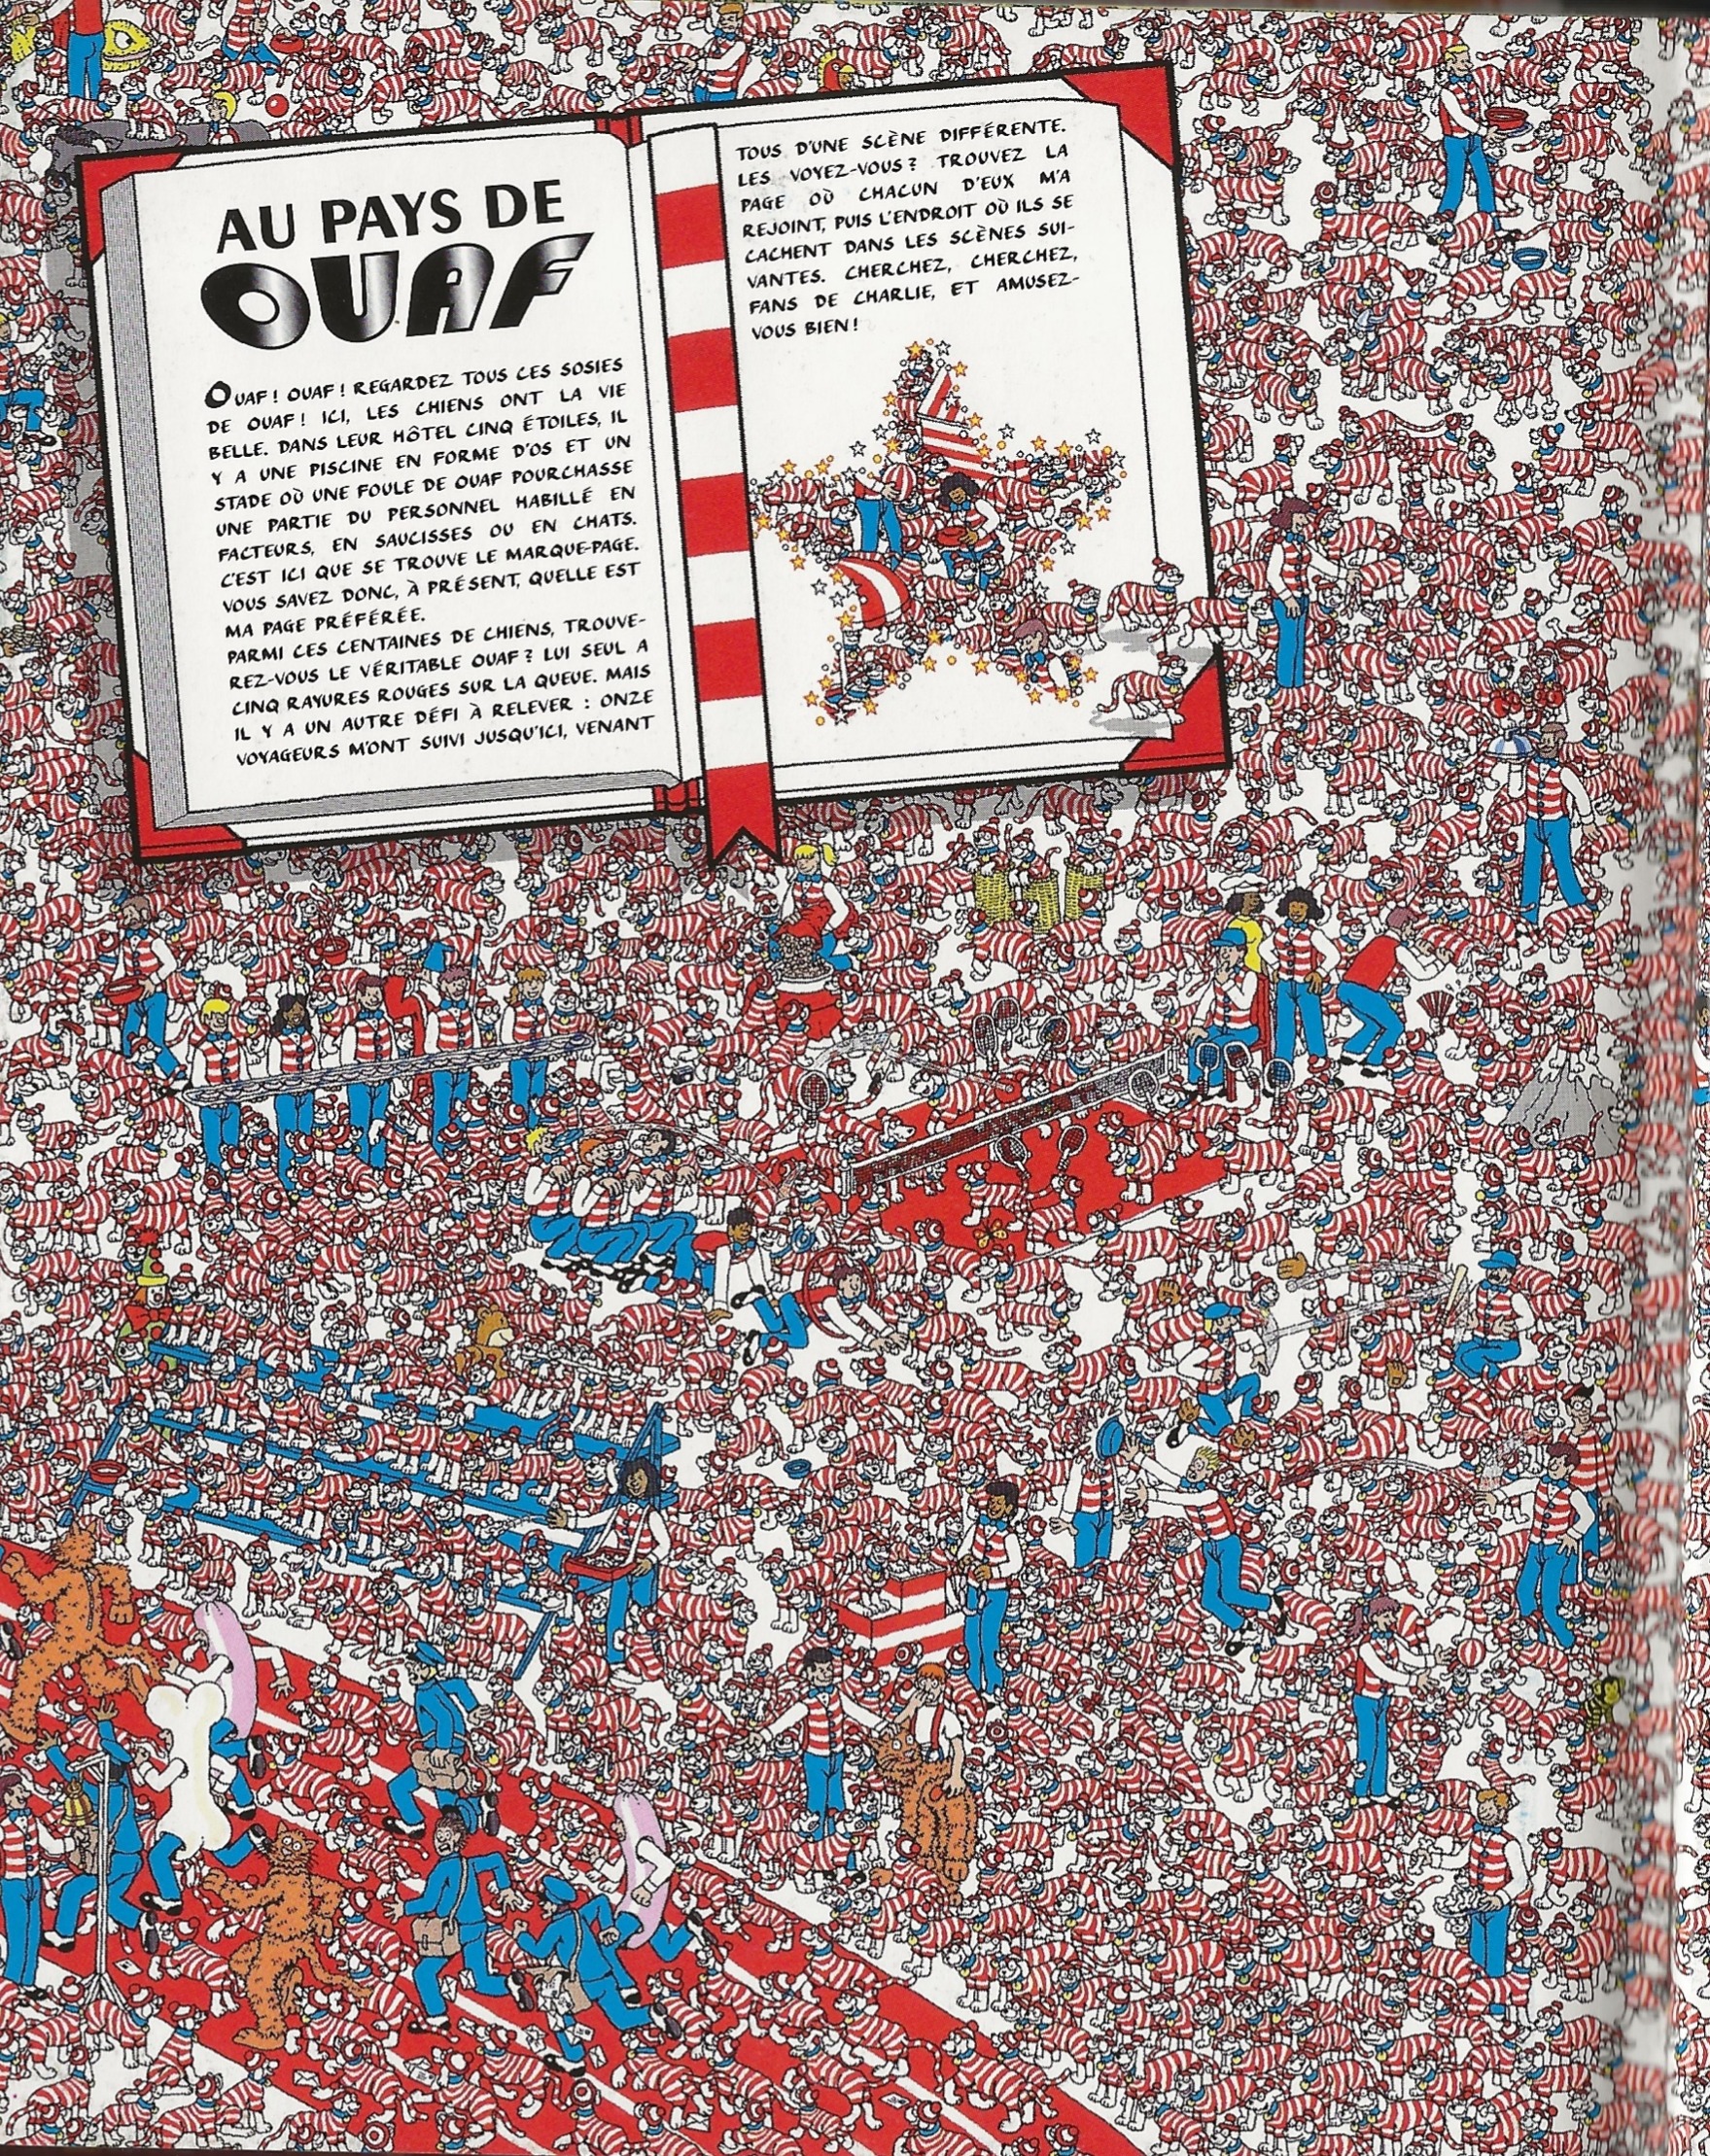 AU PAYS DE
OUAF
OUAF ! OUAF ! REGARDEZ TOUS CES SOSIES
DE OUAF ! ICI, LES CHIENS ONT LA VIE
BELLE. DANS LEUR HÔTEL CINQ ÉTOILES, IL
Y A UNE PISCINE EN FORME D'OS ET UN
STADE OÙ UNE FOULE DE OUAF POURCHASSE
UNE PARTIE DU PERSONNEL HABILLÉ EN
FACTEURS, EN SAUCISSES OU EN CHATS.
C'EST ICI QUE SE TROUVE LE MARQUE-PAGE.
VOUS SAVEZ DONC, À PRÉSENT, QUELLE EST
MA PAGE PRÉFÉRÉE.
PARMI CES CENTAINES DE CHIENS, TROUVE-
REZ-VOUS LE VÉRITABLE OUAF ? LUI SEUL A
CINQ RAYURES ROUGES SUR LA QUEUE. MAIS
IL Y A UN AUTRE DÉFI À RELEVER : ONZE
VOYAGEURS M'ONT SUIVI JUSQU'ICI, VENANT
TOUS D'UNE SCÈNE DIFFÉRENTE.
LES VOYEZ-VOUS ? TROUVEZ LA
PAGE OÙ CHACUN D'EUX M'A
REJOINT, PUIS L'ENDROIT OÙ ILS SE
CACHENT DANS LES SCÈNES SUI-
VANTES. CHERCHEZ, CHERCHEZ,
FANS DE CHARLIE, ET AMUSEZ-
VOUS BIEN !